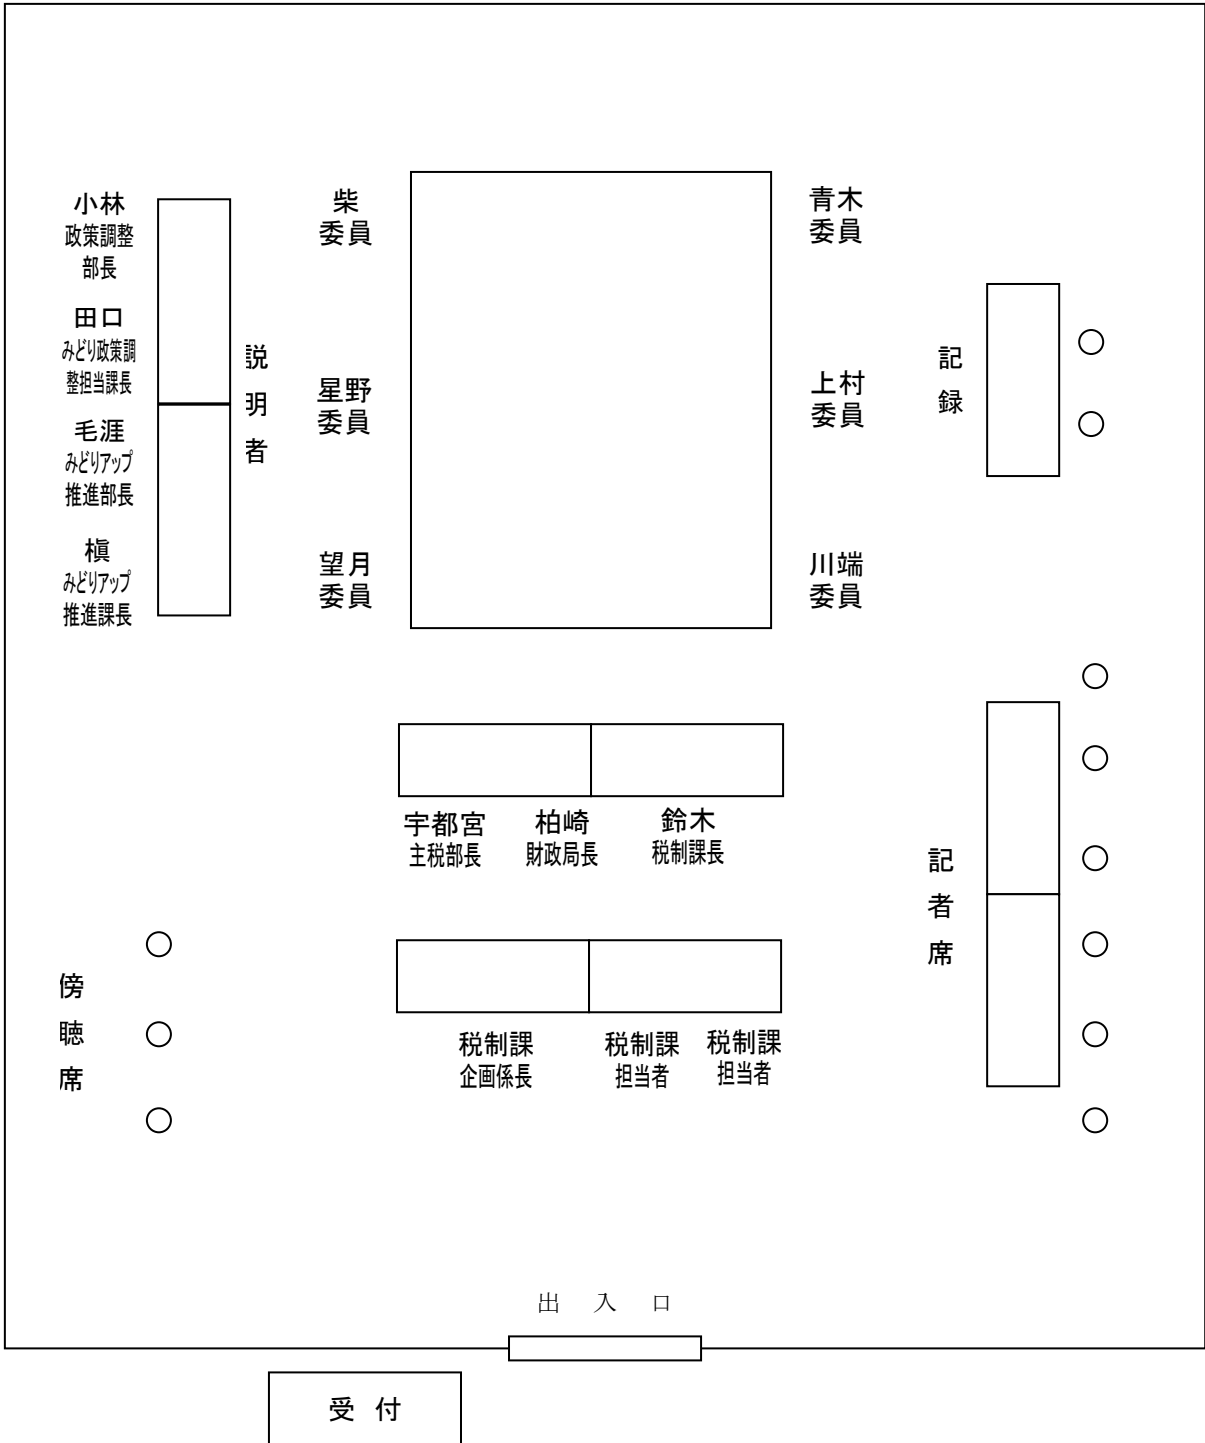 小林
政策調整
部長
田口
みどり政策調
整担当課長
毛涯
みどりアップ
推進部長
槇
みどりアップ
推進課長
説
明
者
柴
委員
星野
委員
望月
委員
青木
委員
上村
委員
川端
委員
記
録
宇都宮
主税部長
柏崎
財政局長
鈴木
税制課長
税制課
企画係長
税制課
担当者
税制課
担当者
記
者
席
傍
聴
席
出 入 口
受 付